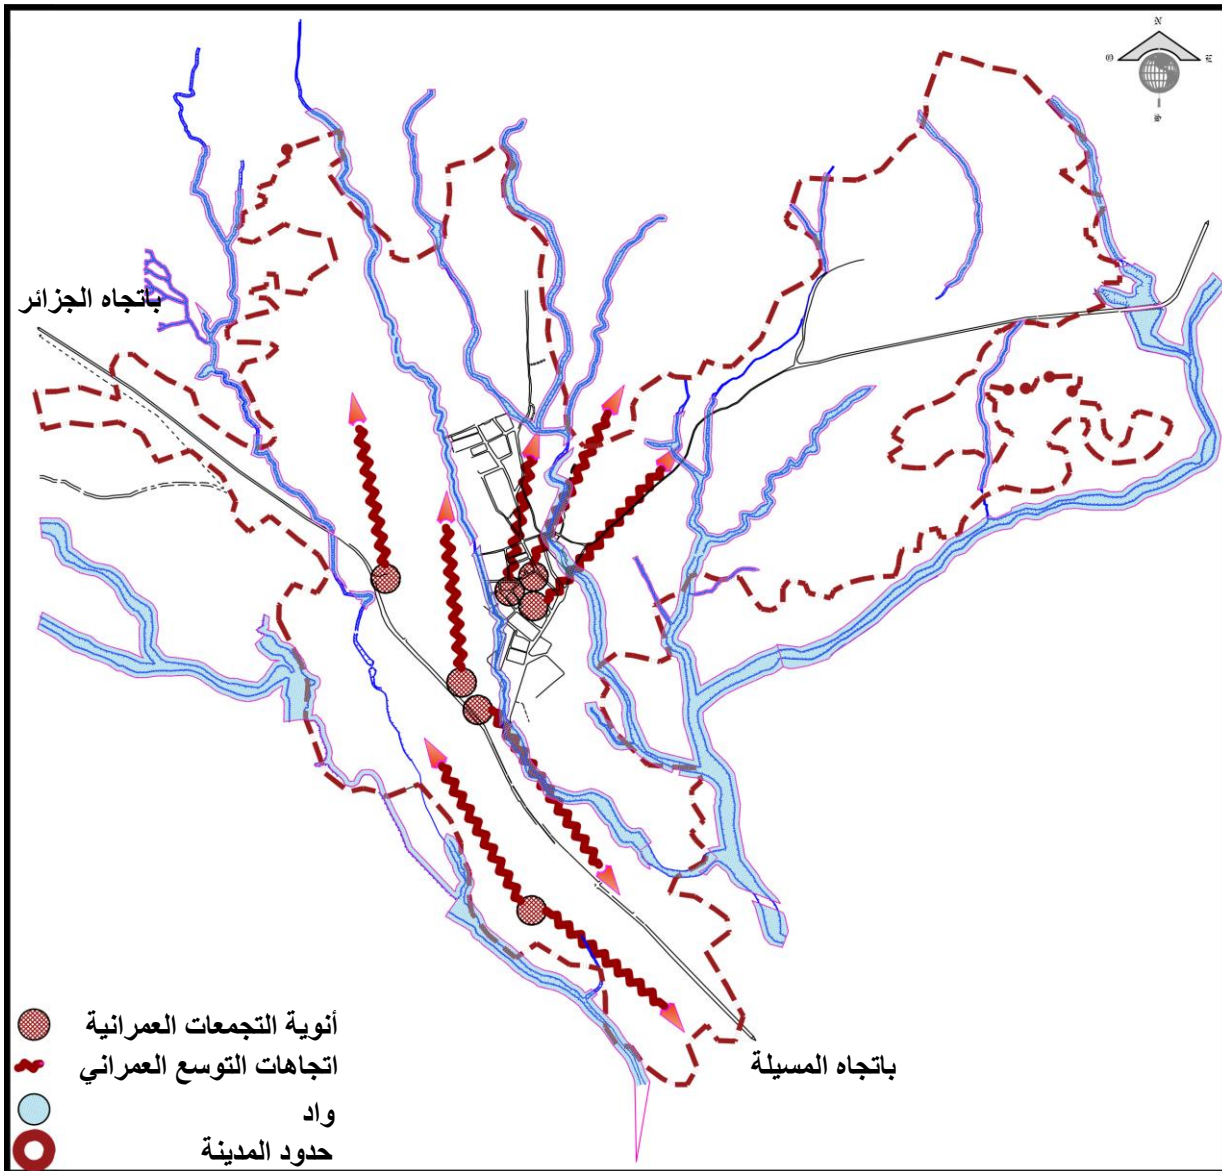 N
O
E
S
باتجاه الجزائر
أنوية التجمعات العمرانية
اتجاهات التوسع العمراني
باتجاه المسيلة
واد
حدود المدينة